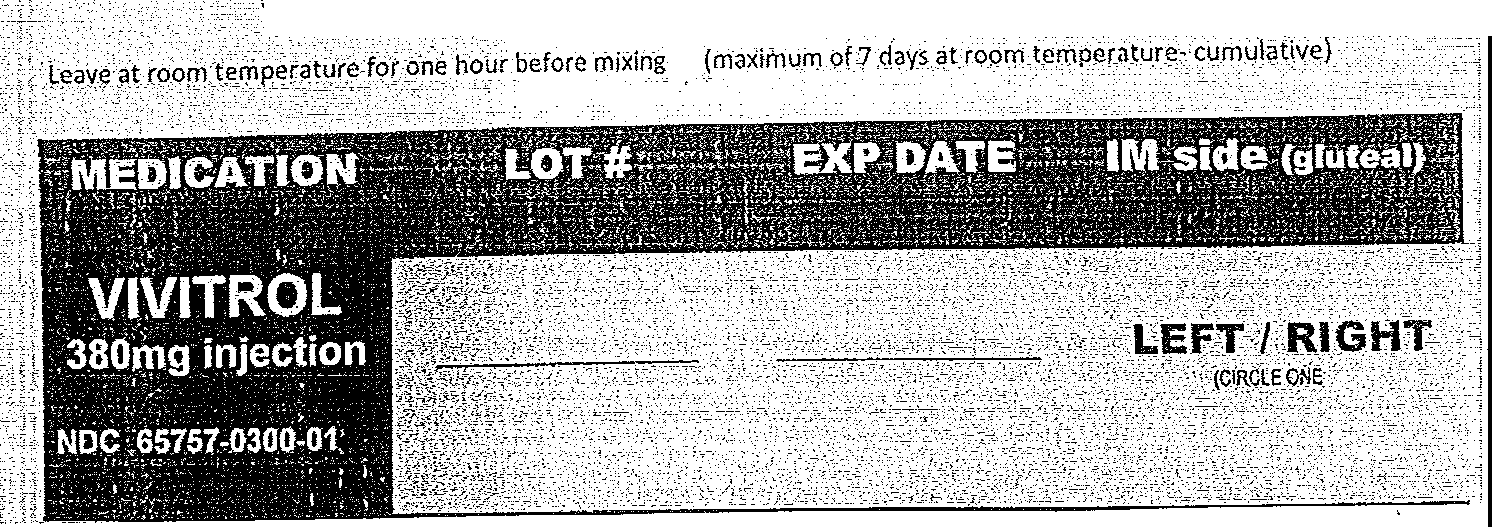 Leave at room temperature for one hour before mixing (maximum of 7 days at room temperature- cumulative)
MEDICATION LOT # EXP DATE IM side (gluteal)
VIVITROL
380mg injection
LEFT / RIGHT
(CIRCLE ONE
NDC 65757-0300-01